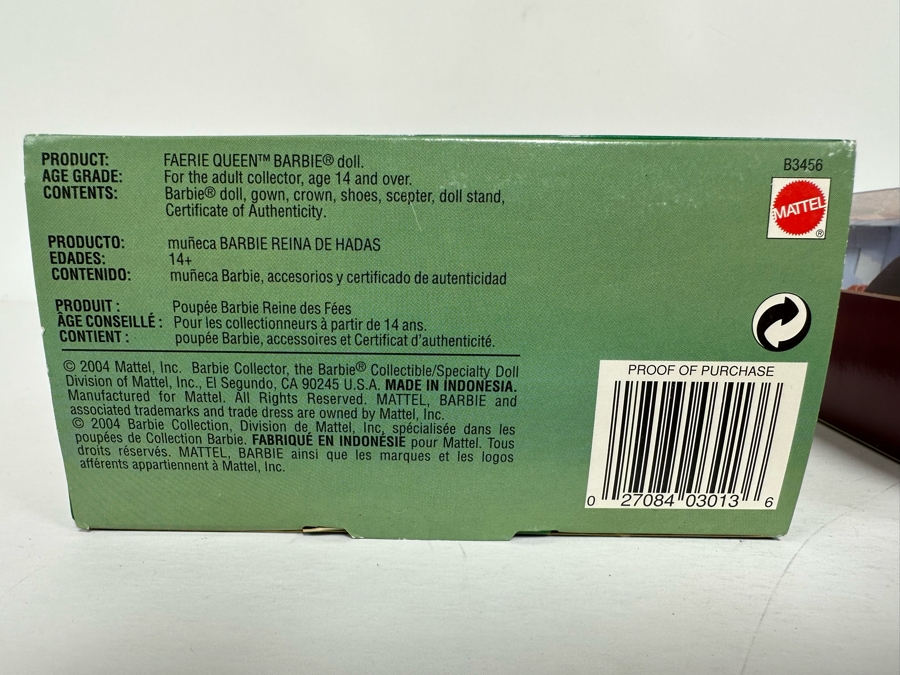 PRODUCT: FAERIE QUEEN™ BARBIE® doll.
AGE GRADE: For the adult collector, age 14 and over.
CONTENTS: Barbie® doll, gown, crown, shoes, scepter, doll stand,
Certificate of Authenticity.
PRODUCTO: muñeca BARBIE REINA DE HADAS
EDADES: 14+
CONTENIDO: muñeca Barbie, accesorios y certificado de autenticidad
PRODUIT : Poupée Barbie Reine des Fées
ÂGE CONSEILLÉ : Pour les collectionneurs à partir de 14 ans.
CONTIENT : poupée Barbie, accessoires et Certificat d'authenticité.
© 2004 Mattel, Inc. Barbie Collector, the Barbie® Collectible/Specialty Doll
Division of Mattel, Inc., El Segundo, CA 90245 U.S.A. MADE IN INDONESIA.
Manufactured for Mattel. All Rights Reserved. MATTEL, BARBIE and
associated trademarks and trade dress are owned by Mattel, Inc.
© 2004 Barbie Collection, Division de Mattel, Inc, spécialisée dans les
poupées de Collection Barbie. FABRIQUÉ EN INDONÉSIE pour Mattel. Tous
droits réservés. MATTEL, BARBIE ainsi que les marques et les logos
afférents appartiennent à Mattel, Inc.
B3456
MATTEL
®
PROOF OF PURCHASE
0 27084 03013 6